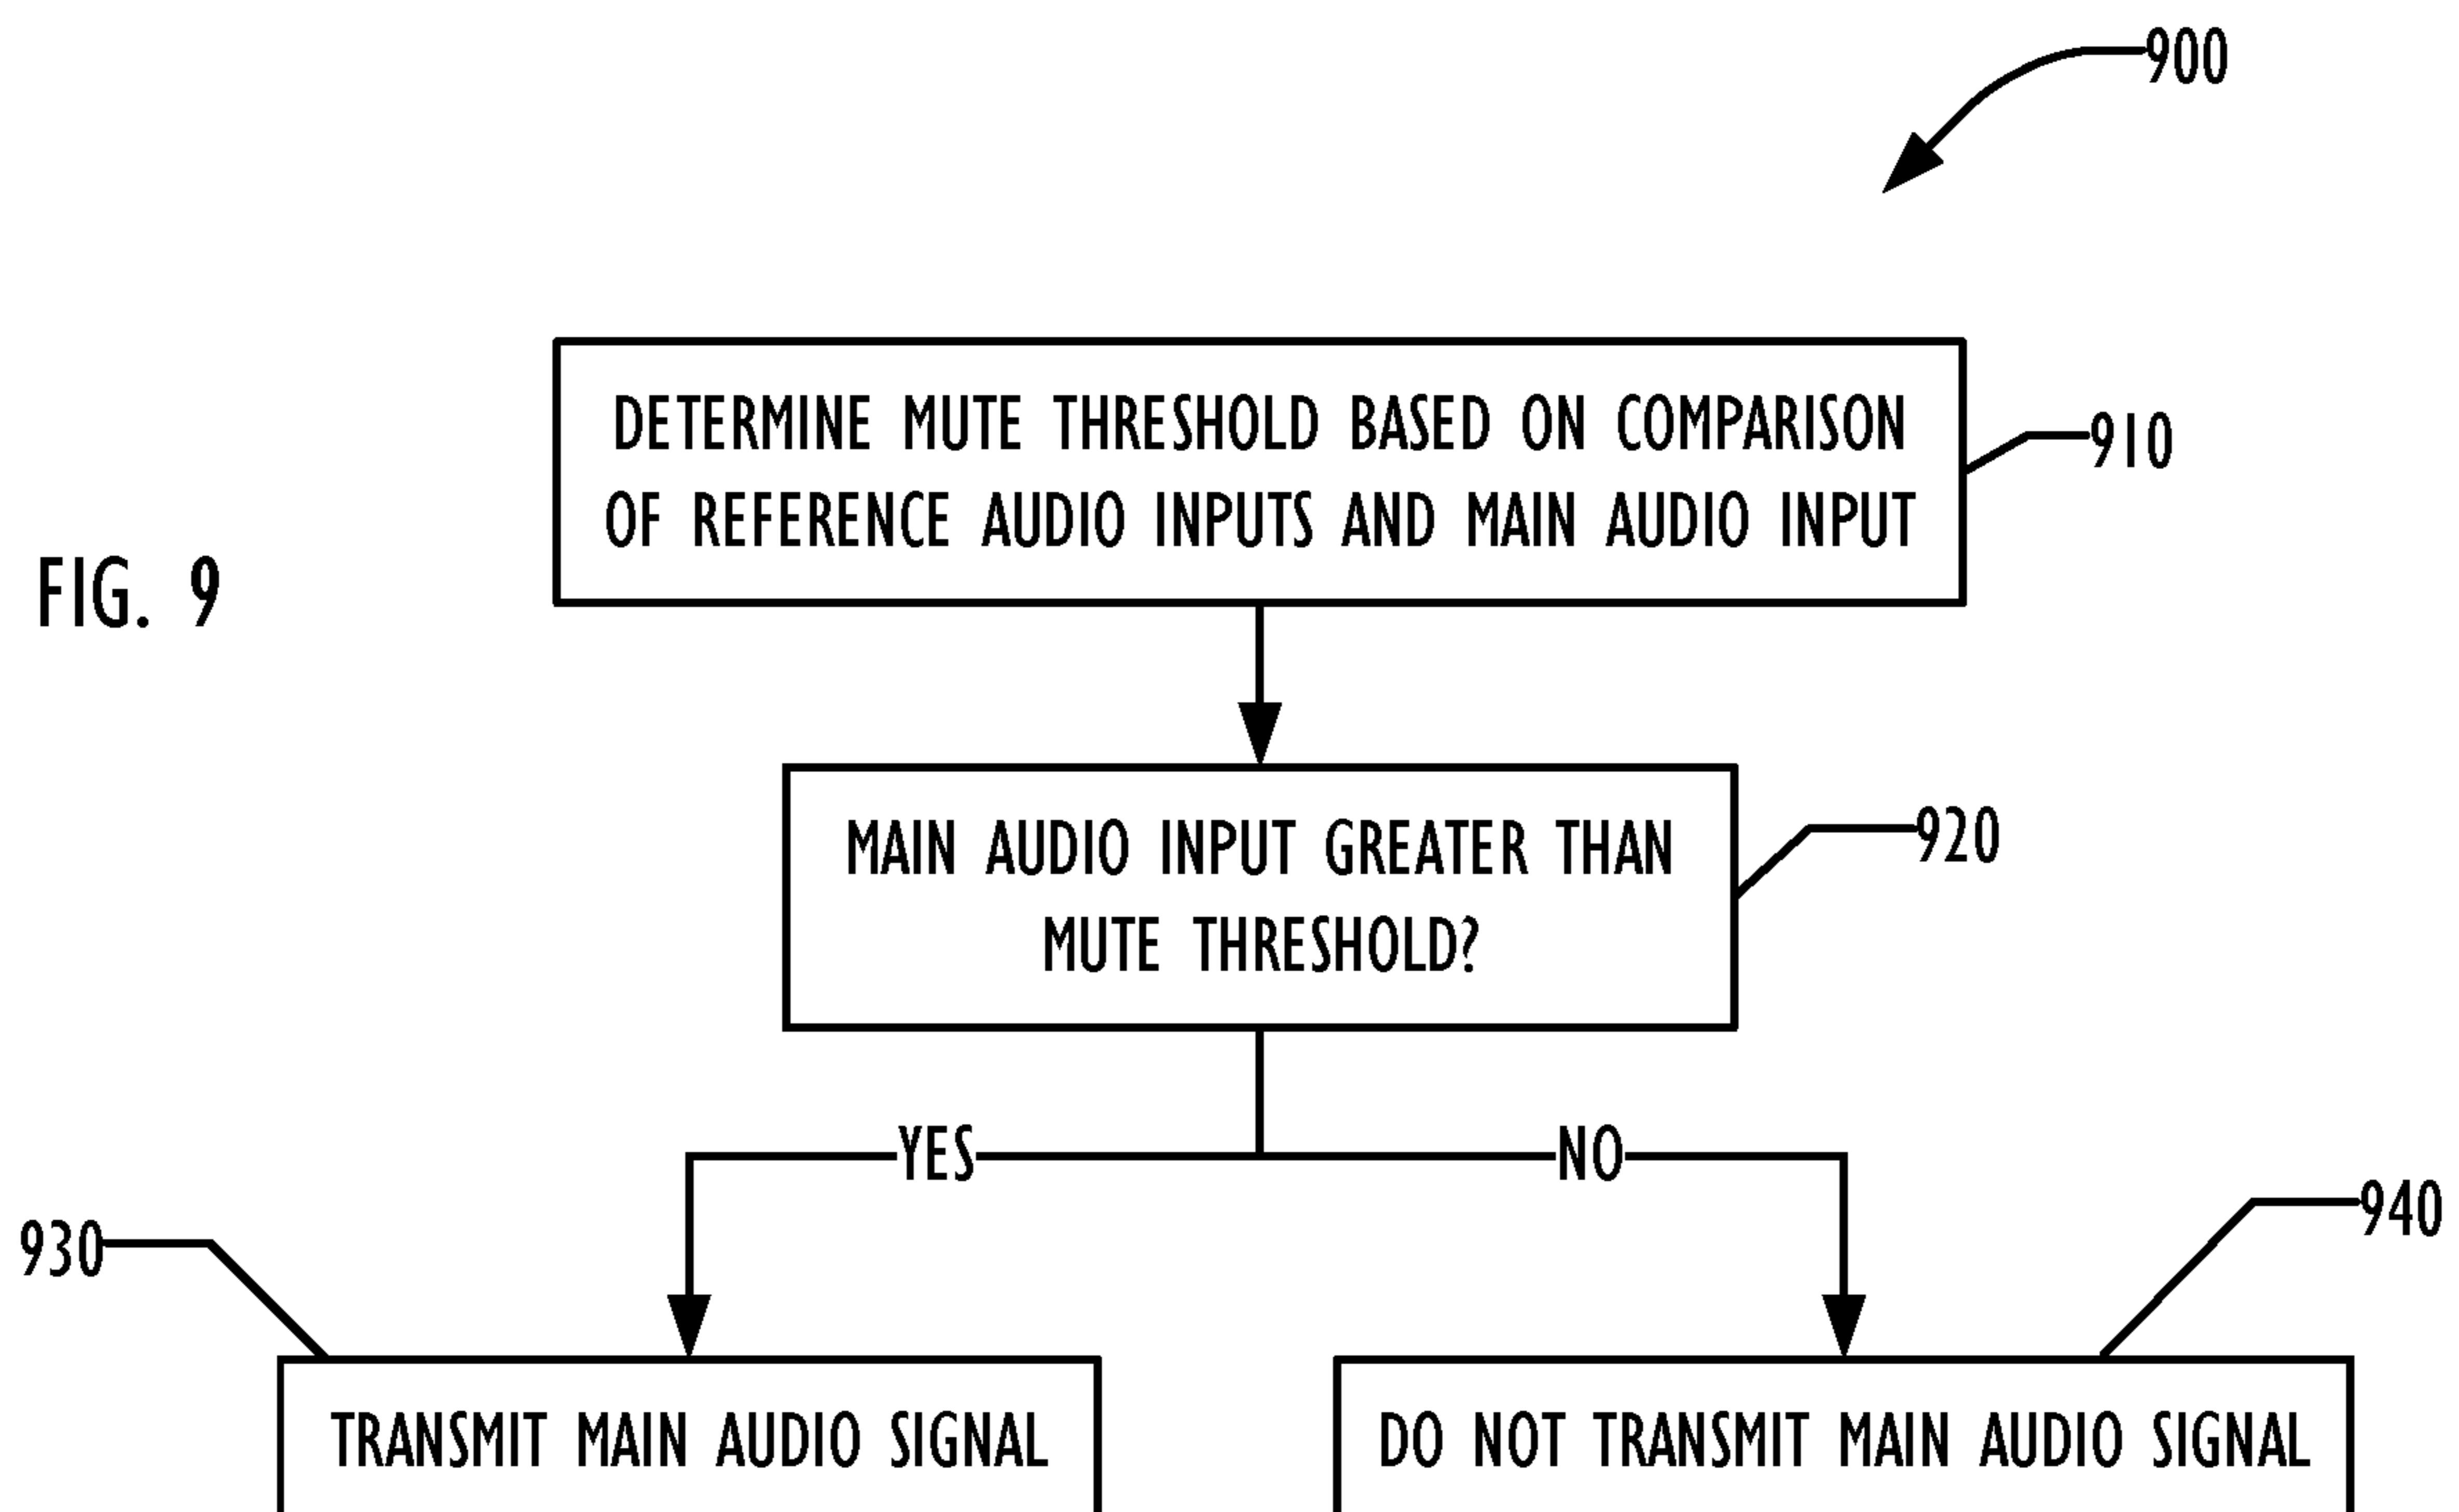 900
DETERMINE MUTE THRESHOLD BASED ON COMPARISON
OF REFERENCE AUDIO INPUTS AND MAIN AUDIO INPUT
910
FIG. 9
MAIN AUDIO INPUT GREATER THAN
MUTE THRESHOLD?
920
YES
NO
930
940
TRANSMIT MAIN AUDIO SIGNAL
DO NOT TRANSMIT MAIN AUDIO SIGNAL